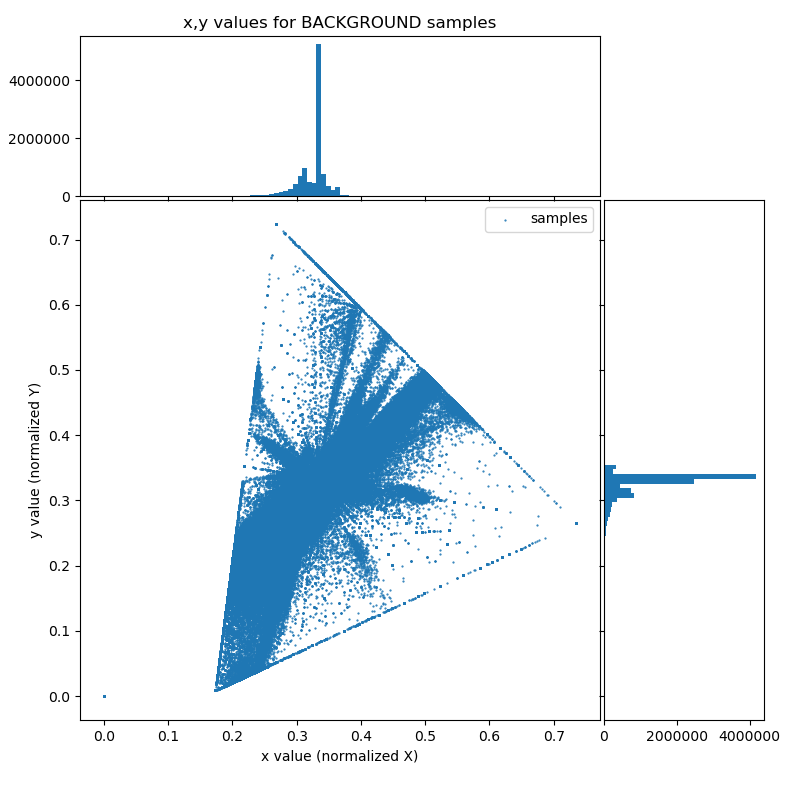 x,y values for BACKGROUND samples
4000000
2000000
0
samples
0.7
0.6
0.5
0.4
0.3
0.2
0.1
0.0
y value (normalized Y)
0.0 0.1 0.2 0.3 0.4 0.5 0.6 0.7
0 2000000 4000000
x value (normalized X)